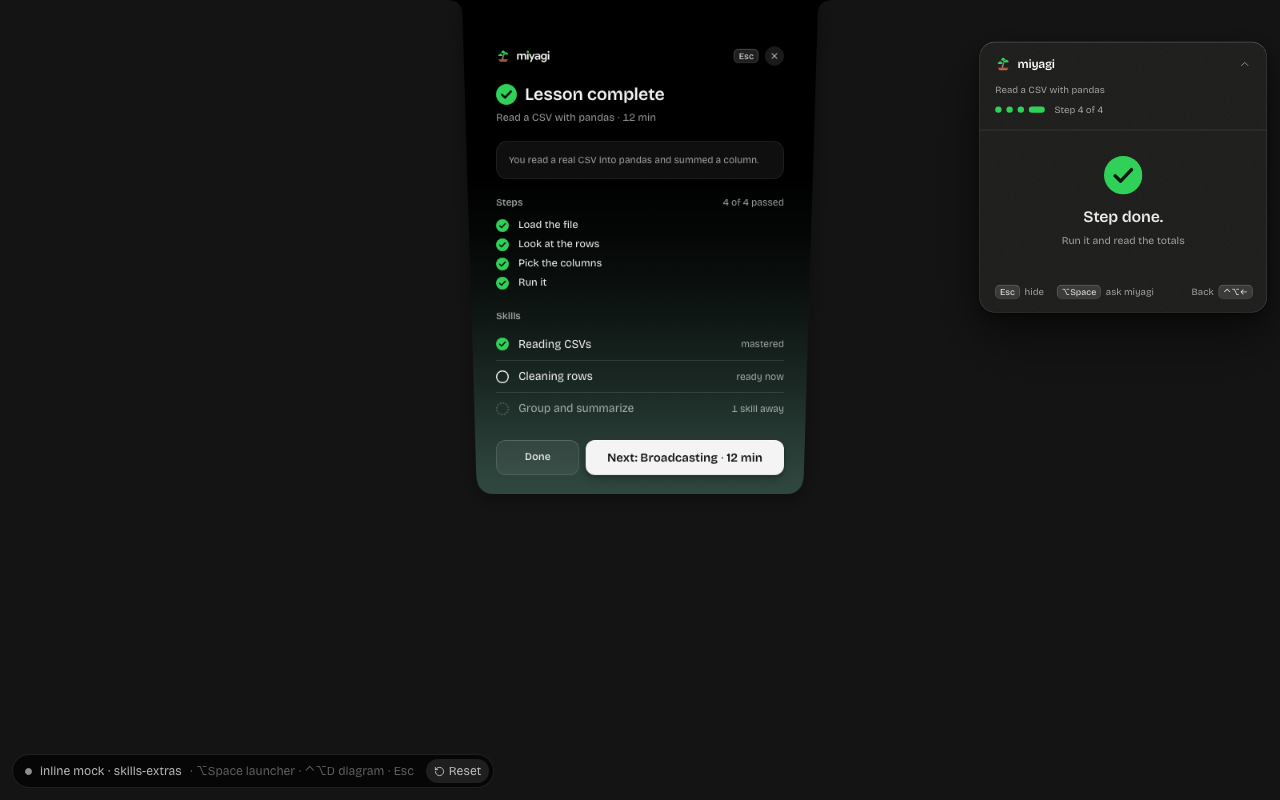 miyagi
Esc
Lesson complete
Read a CSV with pandas · 12 min
You read a real CSV into pandas and summed a column.
Steps
4 of 4 passed
Load the file
Look at the rows
Pick the columns
Run it
Skills
Reading CSVs
mastered
Cleaning rows
ready now
Group and summarize
1 skill away
Done
Next: Broadcasting · 12 min
miyagi
Read a CSV with pandas
Step 4 of 4
Step done.
Run it and read the totals
Esc hide ⌥Space ask miyagi Back ^⌥←
inline mock · skills-extras · ⌥Space launcher · ^⌥D diagram · Esc
Reset